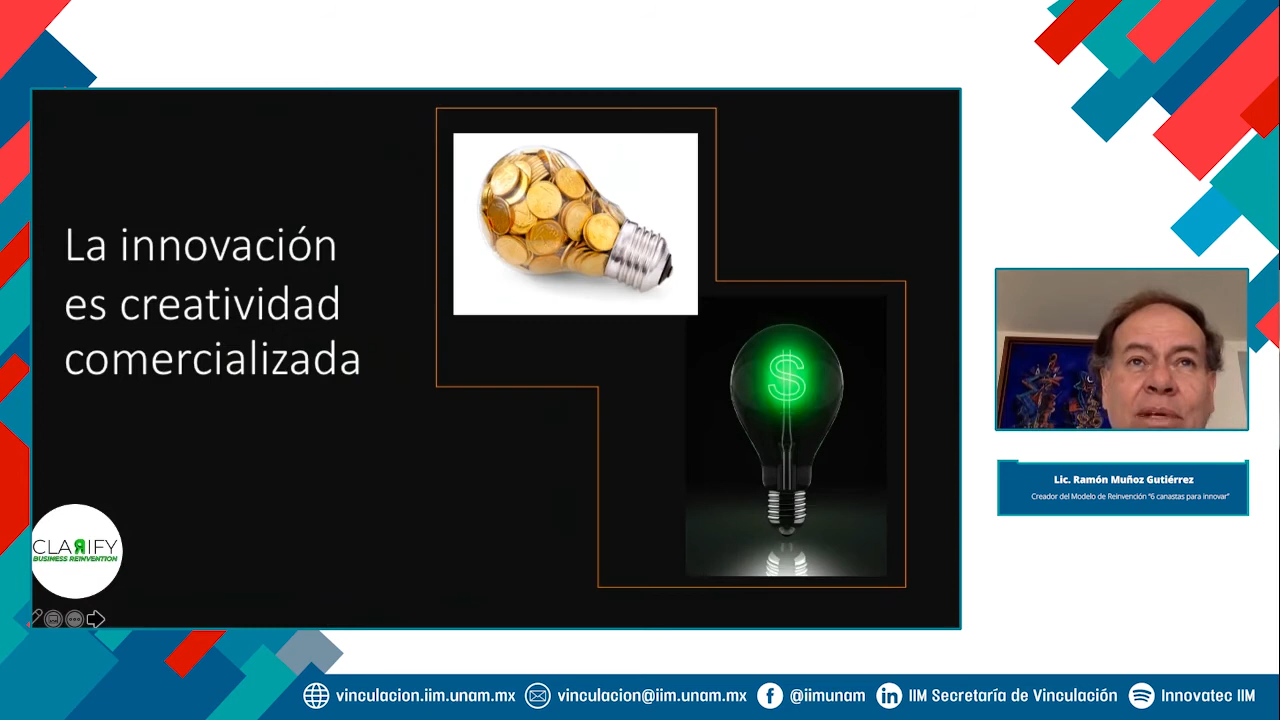 La innovación
es creatividad
comercializada
$
CLARIFY
BUSINESS REINVENTION
Lic. Ramón Muñoz Gutiérrez
Creador del Modelo de Reinvención "6 canastas para innovar"
vinculacion.iim.unam.mx
vinculacion@iim.unam.mx
@iimunam
IIM Secretaría de Vinculación
Innovatec IIM